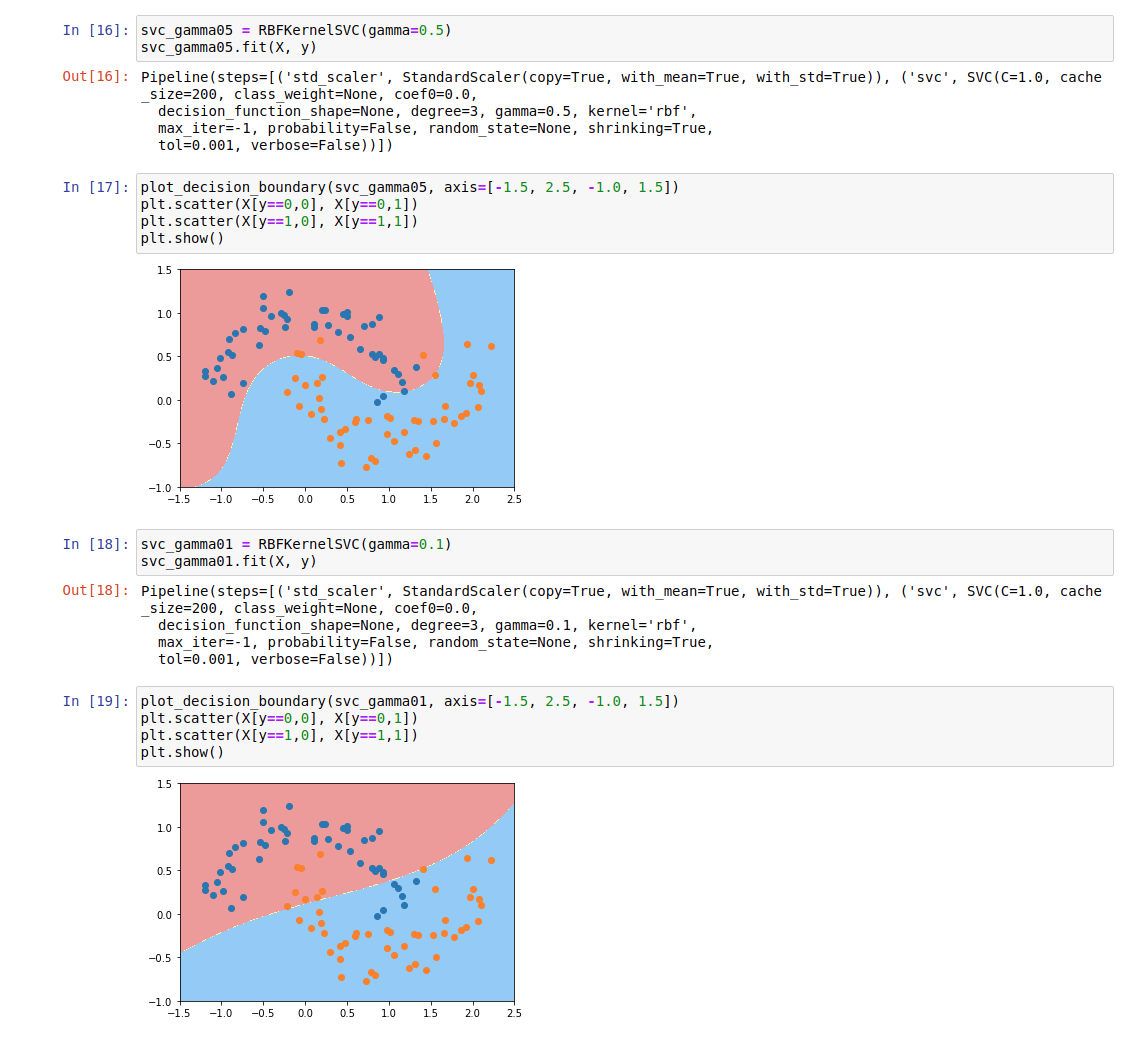 In [16]: svc_gamma05 = RBFKernelSVC(gamma=0.5)
svc_gamma05.fit(X, y)
Out[16]: Pipeline(steps=[('std_scaler', StandardScaler(copy=True, with_mean=True, with_std=True)), ('svc', SVC(C=1.0, cache
_size=200, class_weight=None, coef0=0.0,
decision_function_shape=None, degree=3, gamma=0.5, kernel='rbf',
max_iter=-1, probability=False, random_state=None, shrinking=True,
tol=0.001, verbose=False))])
In [17]: plot_decision_boundary(svc_gamma05, axis=[-1.5, 2.5, -1.0, 1.5])
plt.scatter(X[y==0,0], X[y==0,1])
plt.scatter(X[y==1,0], X[y==1,1])
plt.show()
1.5
1.0
0.5
0.0
−0.5
−1.0
−1.5 −1.0 −0.5 0.0 0.5 1.0 1.5 2.0 2.5
In [18]: svc_gamma01 = RBFKernelSVC(gamma=0.1)
svc_gamma01.fit(X, y)
Out[18]: Pipeline(steps=[('std_scaler', StandardScaler(copy=True, with_mean=True, with_std=True)), ('svc', SVC(C=1.0, cache
_size=200, class_weight=None, coef0=0.0,
decision_function_shape=None, degree=3, gamma=0.1, kernel='rbf',
max_iter=-1, probability=False, random_state=None, shrinking=True,
tol=0.001, verbose=False))])
In [19]: plot_decision_boundary(svc_gamma01, axis=[-1.5, 2.5, -1.0, 1.5])
plt.scatter(X[y==0,0], X[y==0,1])
plt.scatter(X[y==1,0], X[y==1,1])
plt.show()
1.5
1.0
0.5
0.0
−0.5
−1.0
−1.5 −1.0 −0.5 0.0 0.5 1.0 1.5 2.0 2.5